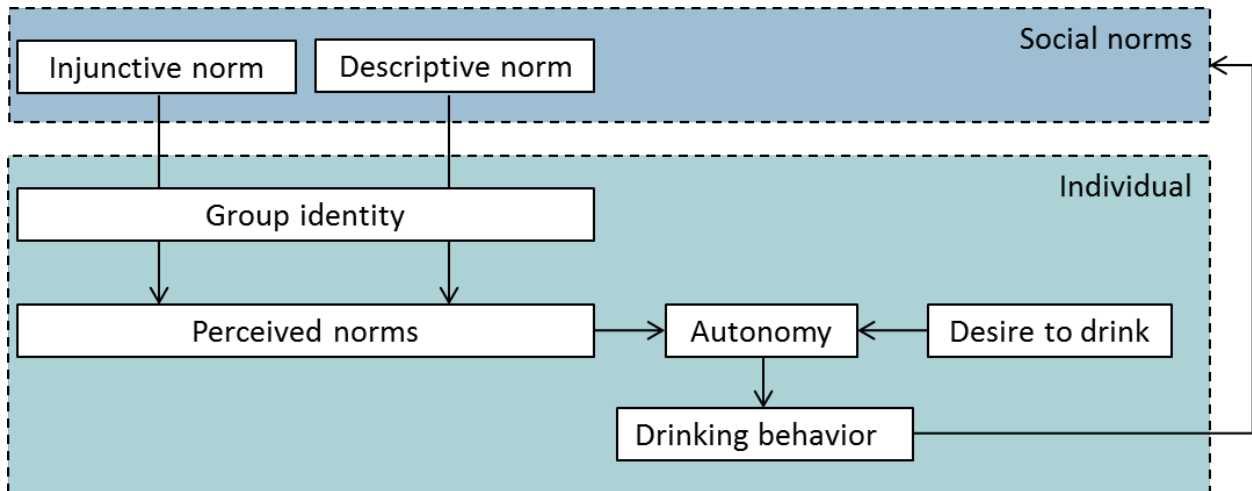 Social norms
Injunctive norm
Descriptive norm
Individual
Group identity
Perceived norms
Autonomy
Desire to drink
Drinking behavior